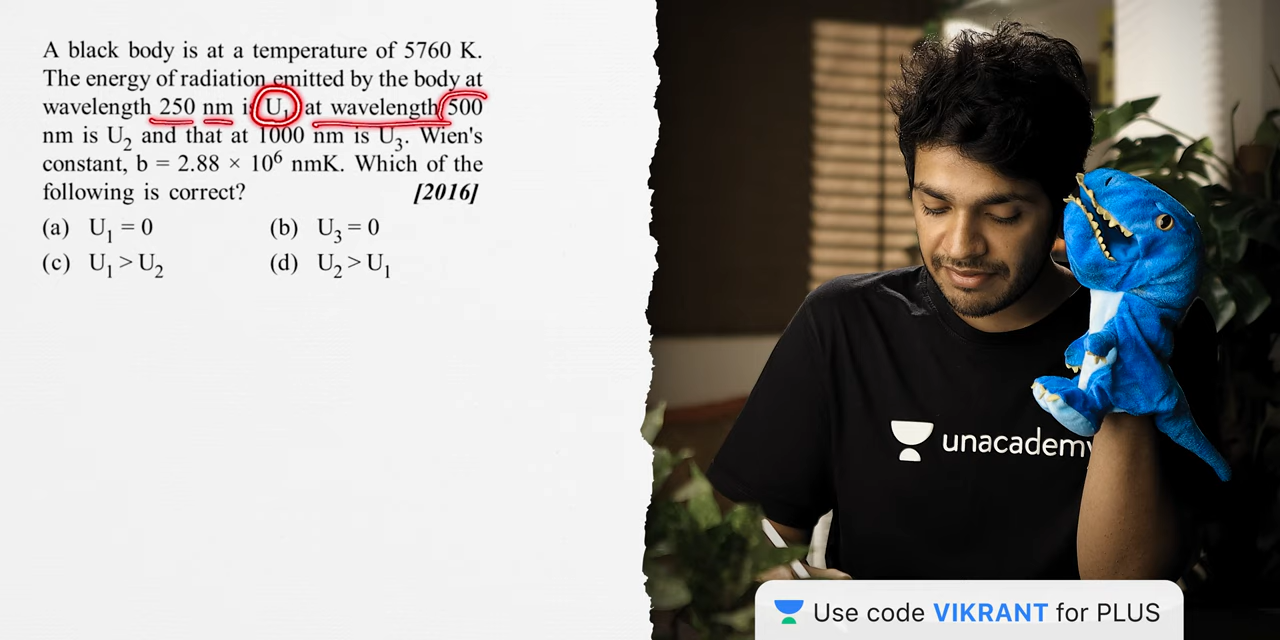 A black body is at a temperature of 5760 K.
The energy of radiation emitted by the body at
wavelength 250 nm is U₁ at wavelength 500
nm is U₂ and that at 1000 nm is U₃. Wien's
constant, b = 2.88 × 10⁶ nmK. Which of the
following is correct? [2016]
(a) U₁ = 0 (b) U₃ = 0
(c) U₁ > U₂ (d) U₂ > U₁
unacademy
Use code VIKRANT for PLUS